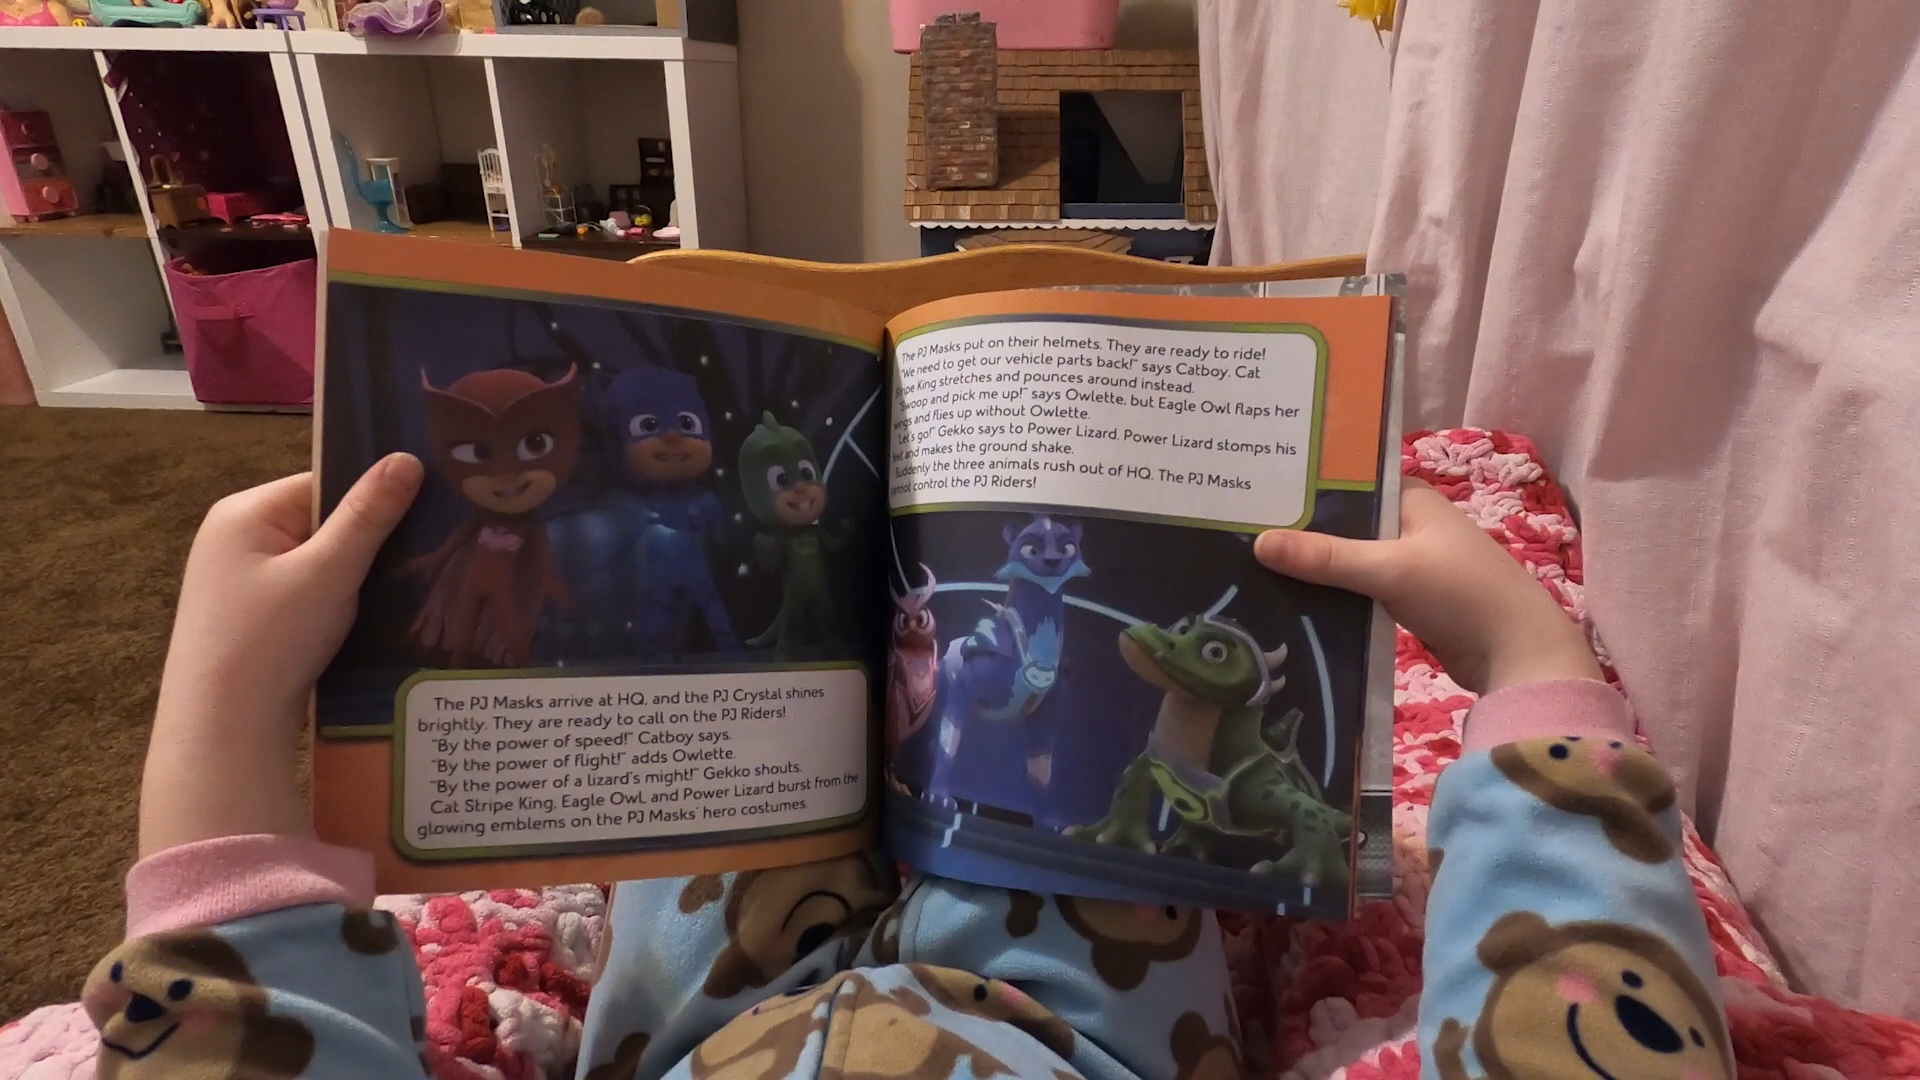 The PJ Masks arrive at HQ, and the PJ Crystal shines
brightly. They are ready to call on the PJ Riders!
"By the power of speed!" Catboy says.
"By the power of flight!" adds Owlette.
"By the power of a lizard's might!" Gekko shouts.
Cat Stripe King, Eagle Owl, and Power Lizard burst from the
glowing emblems on the PJ Masks' hero costumes.
The PJ Masks put on their helmets. They are ready to ride!
"We need to get our vehicle parts back!" says Catboy. Cat
Stripe King stretches and pounces around instead.
"Swoop and pick me up!" says Owlette, but Eagle Owl flaps her
wings and flies up without Owlette.
"Let's go!" Gekko says to Power Lizard. Power Lizard stomps his
feet and makes the ground shake.
Suddenly the three animals rush out of HQ. The PJ Masks
cannot control the PJ Riders!